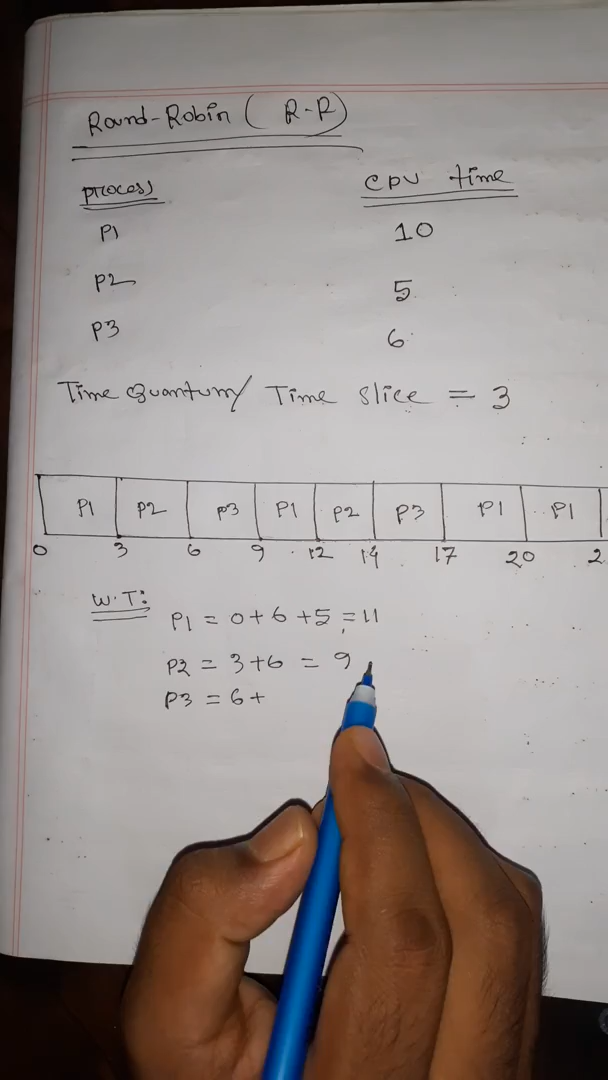 Round-Robin ( R-R)
process CPU time
P1 10
P2 5
P3 6
Time Quantum/ Time slice = 3
P1 P2 P3 P1 P2 P3 P1 P1
0 3 6 9 12 14 17 20 2
W.T:
P1 = 0+6+5 = 11
P2 = 3+6 = 9
P3 = 6+